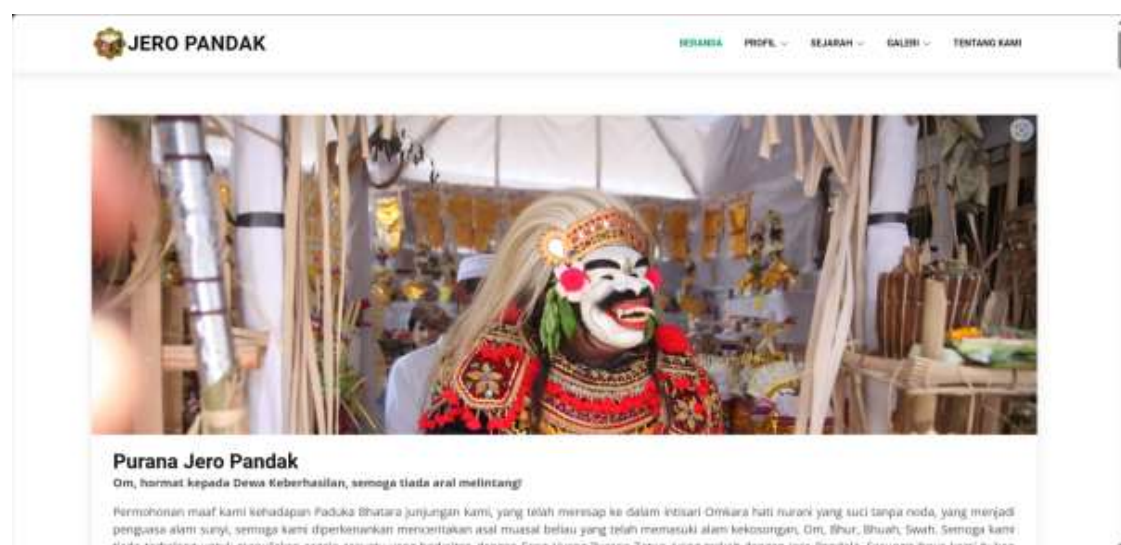 JERO PANDAK
BERANDA PROFIL SEJARAH GALERI TENTANG KAMI
Purana Jero Pandak
Om, hormat kepada Dewa Keberhasilan, semoga tiada aral melintang!
Permohonan maaf kami kehadapan Paduka Bhatara junjungan kami, yang telah meresap ke dalam intisari Omkara hati nurani yang suci tanpa noda, yang menjadi
penguasa alam sunyi, semoga kami diperkenankan menceritakan asal muasal beliau yang telah memasuki alam kekosongan, Om, Bhur, Bhuah, Swah. Semoga kami